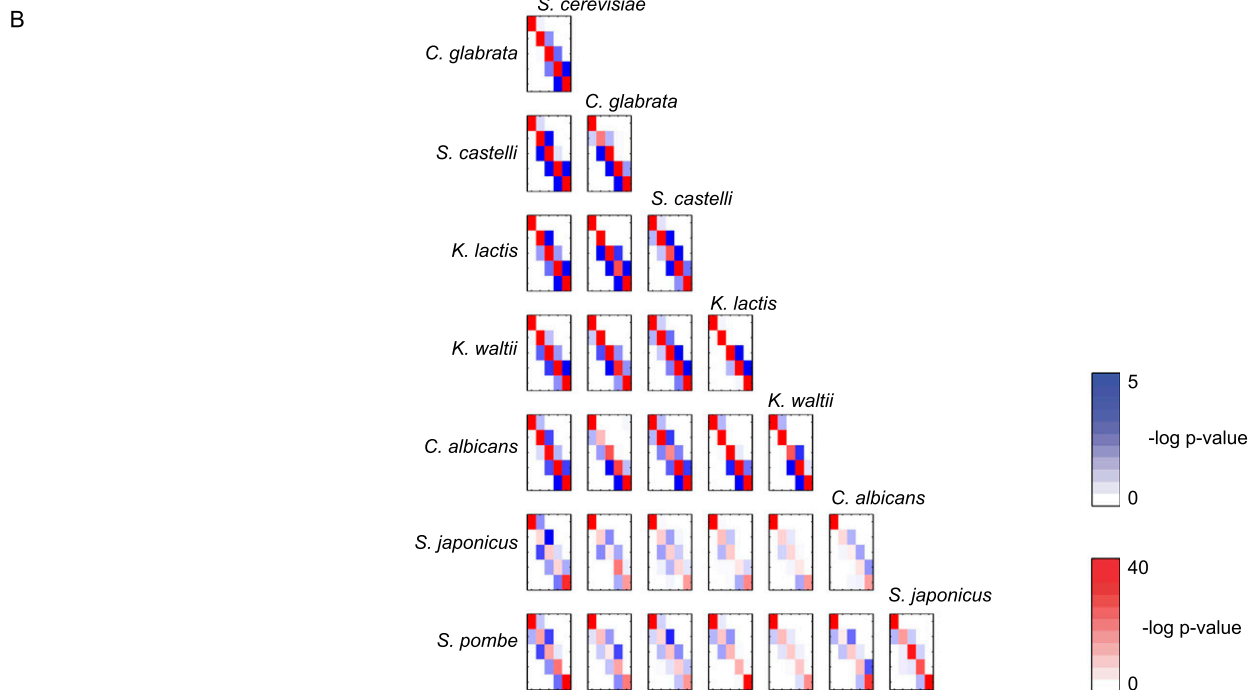 S. cerevisiae
B
C. glabrata
C. glabrata
S. castelli
S. castelli
K. lactis
K. lactis
K. waltii
K. waltii
C. albicans
C. albicans
S. japonicus
S. japonicus
S. pombe
5
-log p-value
0
40
-log p-value
0